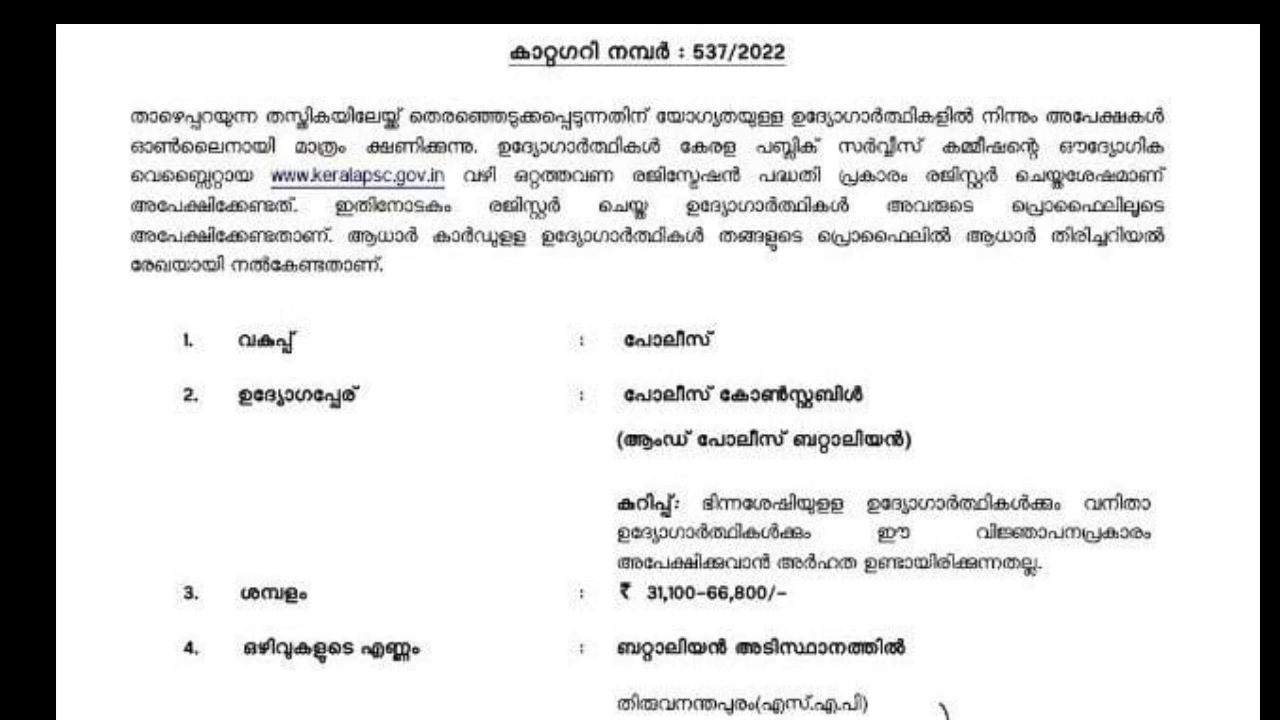 കാറ്റഗറി നമ്പർ : 537/2022
താഴെപ്പറയുന്ന തസ്തികയിലേയ്ക്ക് തെരഞ്ഞെടുക്കപ്പെടുന്നതിന് യോഗ്യതയുള്ള ഉദ്യോഗാർത്ഥികളിൽ നിന്നും അപേക്ഷകൾ
ഓൺലൈനായി മാത്രം ക്ഷണിക്കുന്നു. ഉദ്യോഗാർത്ഥികൾ കേരള പബ്ലിക് സർവ്വീസ് കമ്മീഷന്റെ ഔദ്യോഗിക
വെബ്സൈറ്റായ www.keralapsc.gov.in വഴി ഒറ്റത്തവണ രജിസ്ട്രേഷൻ പദ്ധതി പ്രകാരം രജിസ്റ്റർ ചെയ്തശേഷമാണ്
അപേക്ഷിക്കേണ്ടത്. ഇതിനോടകം രജിസ്റ്റർ ചെയ്ത ഉദ്യോഗാർത്ഥികൾ അവരുടെ പ്രൊഫൈലിലൂടെ
അപേക്ഷിക്കേണ്ടതാണ്. ആധാർ കാർഡുളള ഉദ്യോഗാർത്ഥികൾ തങ്ങളുടെ പ്രൊഫൈലിൽ ആധാർ തിരിച്ചറിയൽ
രേഖയായി നൽകേണ്ടതാണ്.
1. വകുപ്പ് : പോലീസ്
2. ഉദ്യോഗപ്പേര് : പോലീസ് കോൺസ്റ്റബിൾ
(ആംഡ് പോലീസ് ബറ്റാലിയൻ)
കുറിപ്പ്: ഭിന്നശേഷിയുളള ഉദ്യോഗാർത്ഥികൾക്കും വനിതാ
ഉദ്യോഗാർത്ഥികൾക്കും ഈ വിജ്ഞാപനപ്രകാരം
അപേക്ഷിക്കുവാൻ അർഹത ഉണ്ടായിരിക്കുന്നതല്ല.
3. ശമ്പളം : ₹ 31,100-66,800/-
4. ഒഴിവുകളുടെ എണ്ണം : ബറ്റാലിയൻ അടിസ്ഥാനത്തിൽ
തിരുവനന്തപുരം(എസ്.എ.പി)